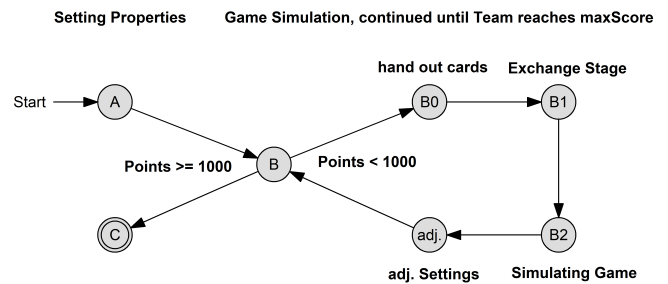 Setting Properties
Game Simulation, continued until Team reaches maxScore
hand out cards
Exchange Stage
Start
A
B0
B1
Points >= 1000
B
Points < 1000
C
adj.
B2
adj. Settings
Simulating Game